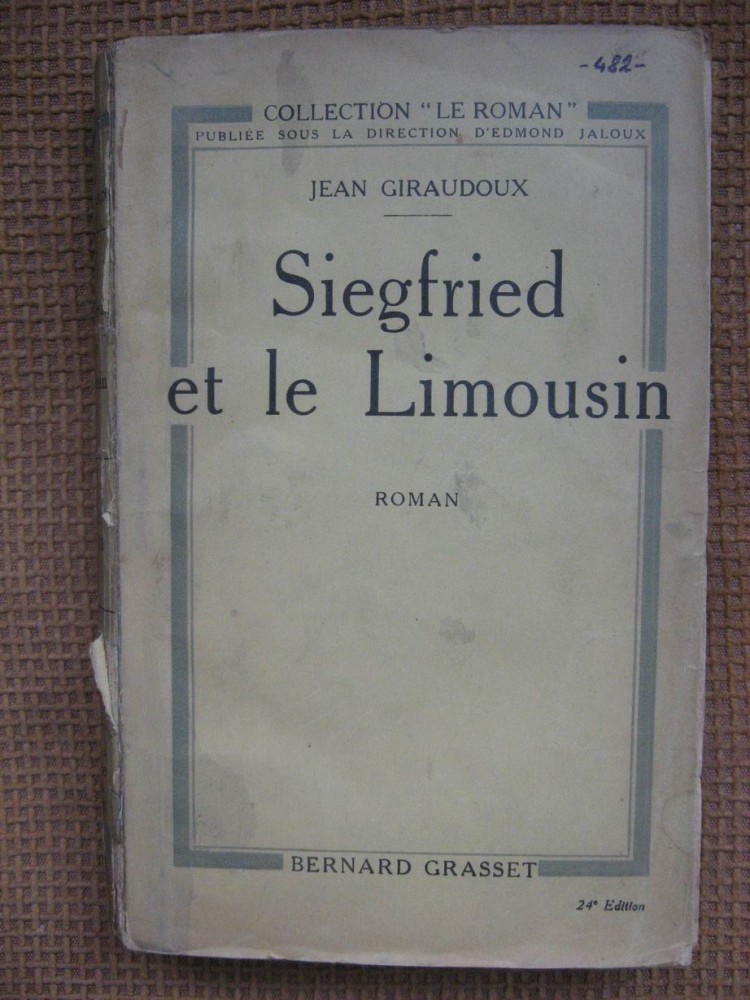 -482-
COLLECTION "LE ROMAN"
PUBLIÉE SOUS LA DIRECTION D'EDMOND JALOUX
JEAN GIRAUDOUX
Siegfried
et le Limousin
ROMAN
BERNARD GRASSET
24e Edition